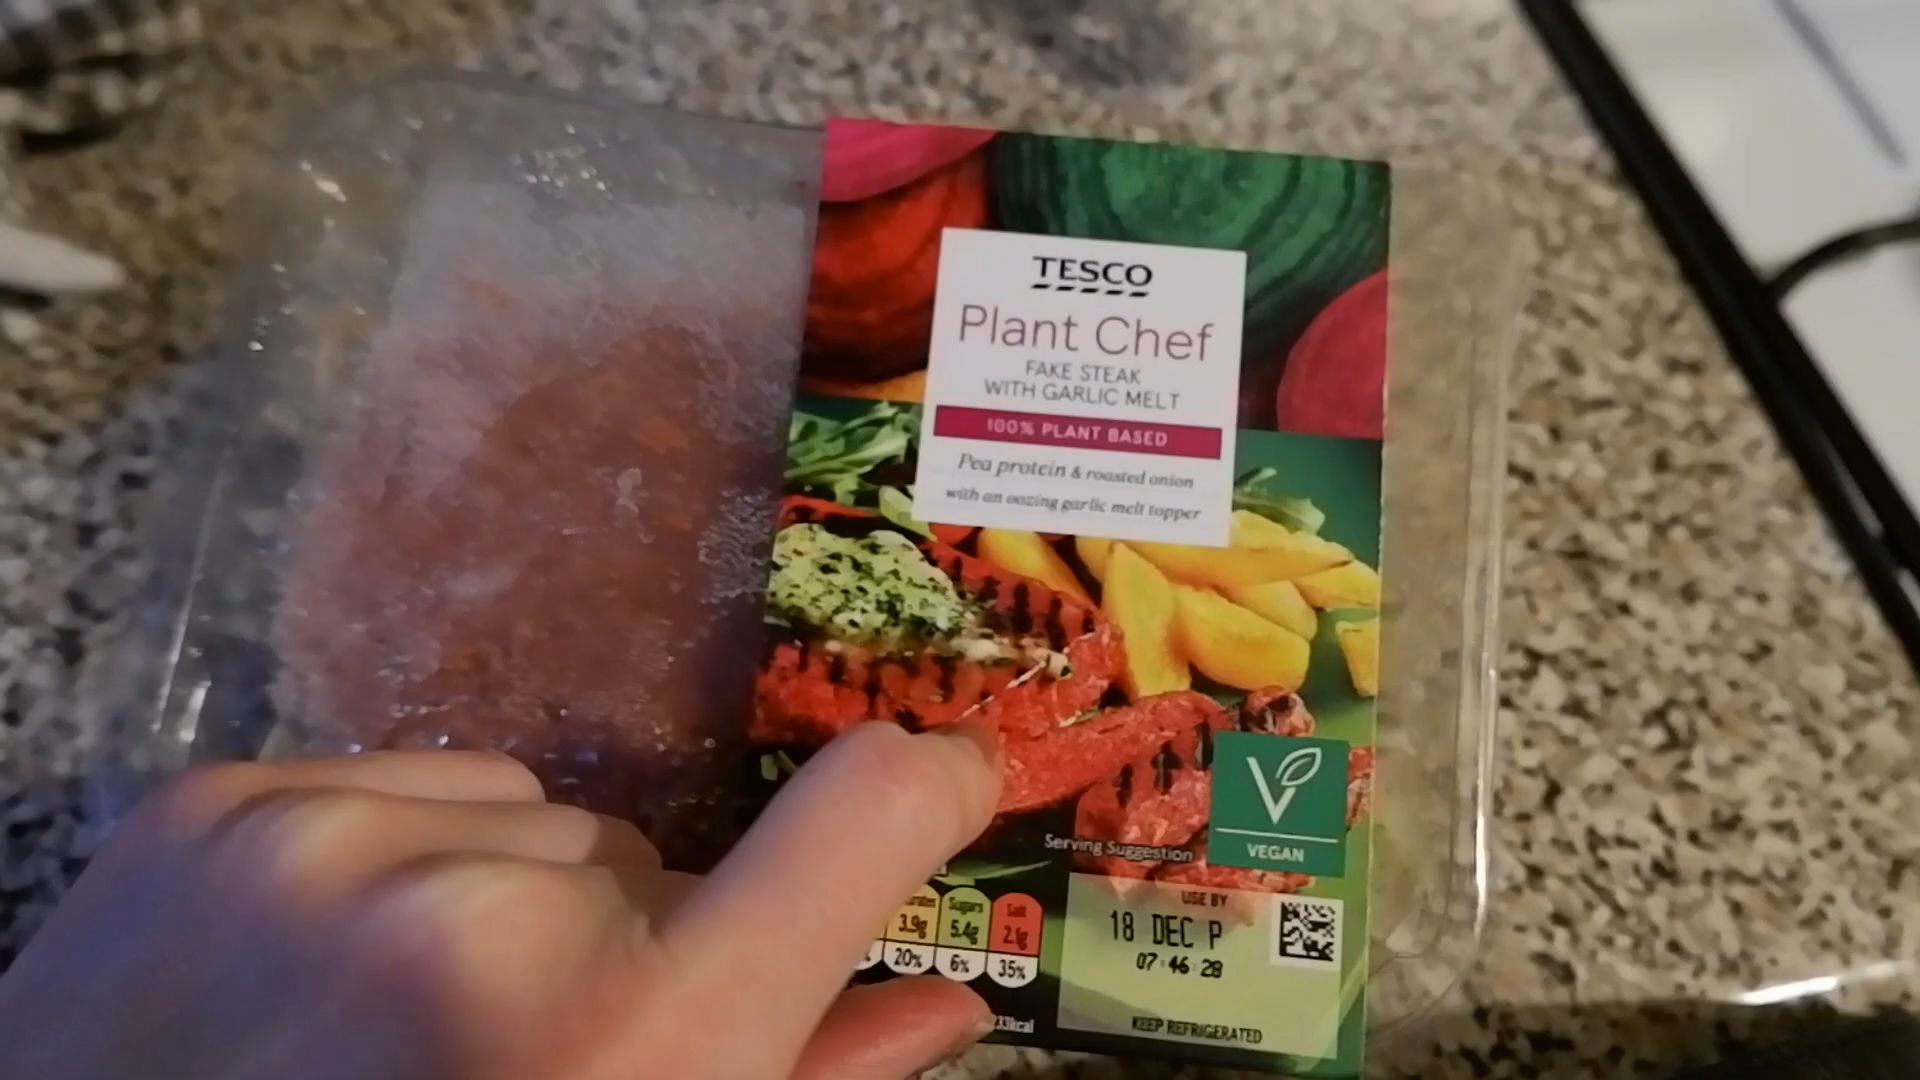 TESCO
Plant Chef
FAKE STEAK
WITH GARLIC MELT
100% PLANT BASED
Pea protein & roasted onion
with an oozing garlic melt topper
Serving Suggestion
V
VEGAN
Sugars Salt
3.9g 5.4g 2.1g
20% 6% 35%
233kcal
USE BY
18 DEC P
07:46 28
KEEP REFRIGERATED